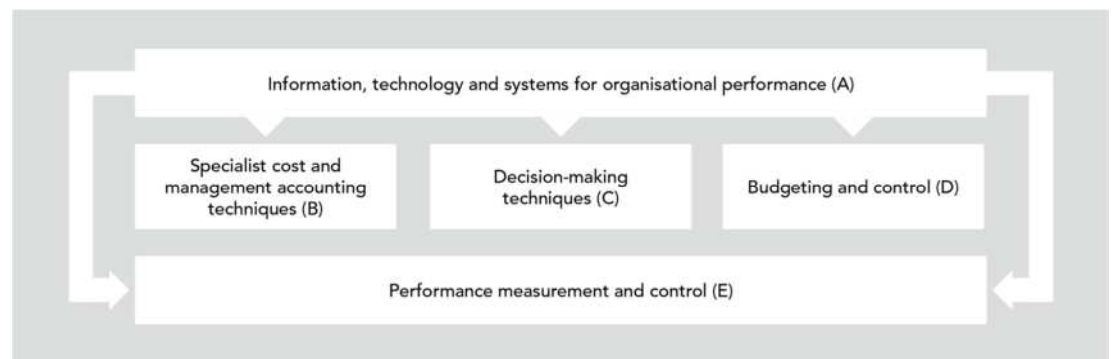 Information, technology and systems for organisational performance (A)
Specialist cost and
management accounting
techniques (B)
Decision-making
techniques (C)
Budgeting and control (D)
Performance measurement and control (E)